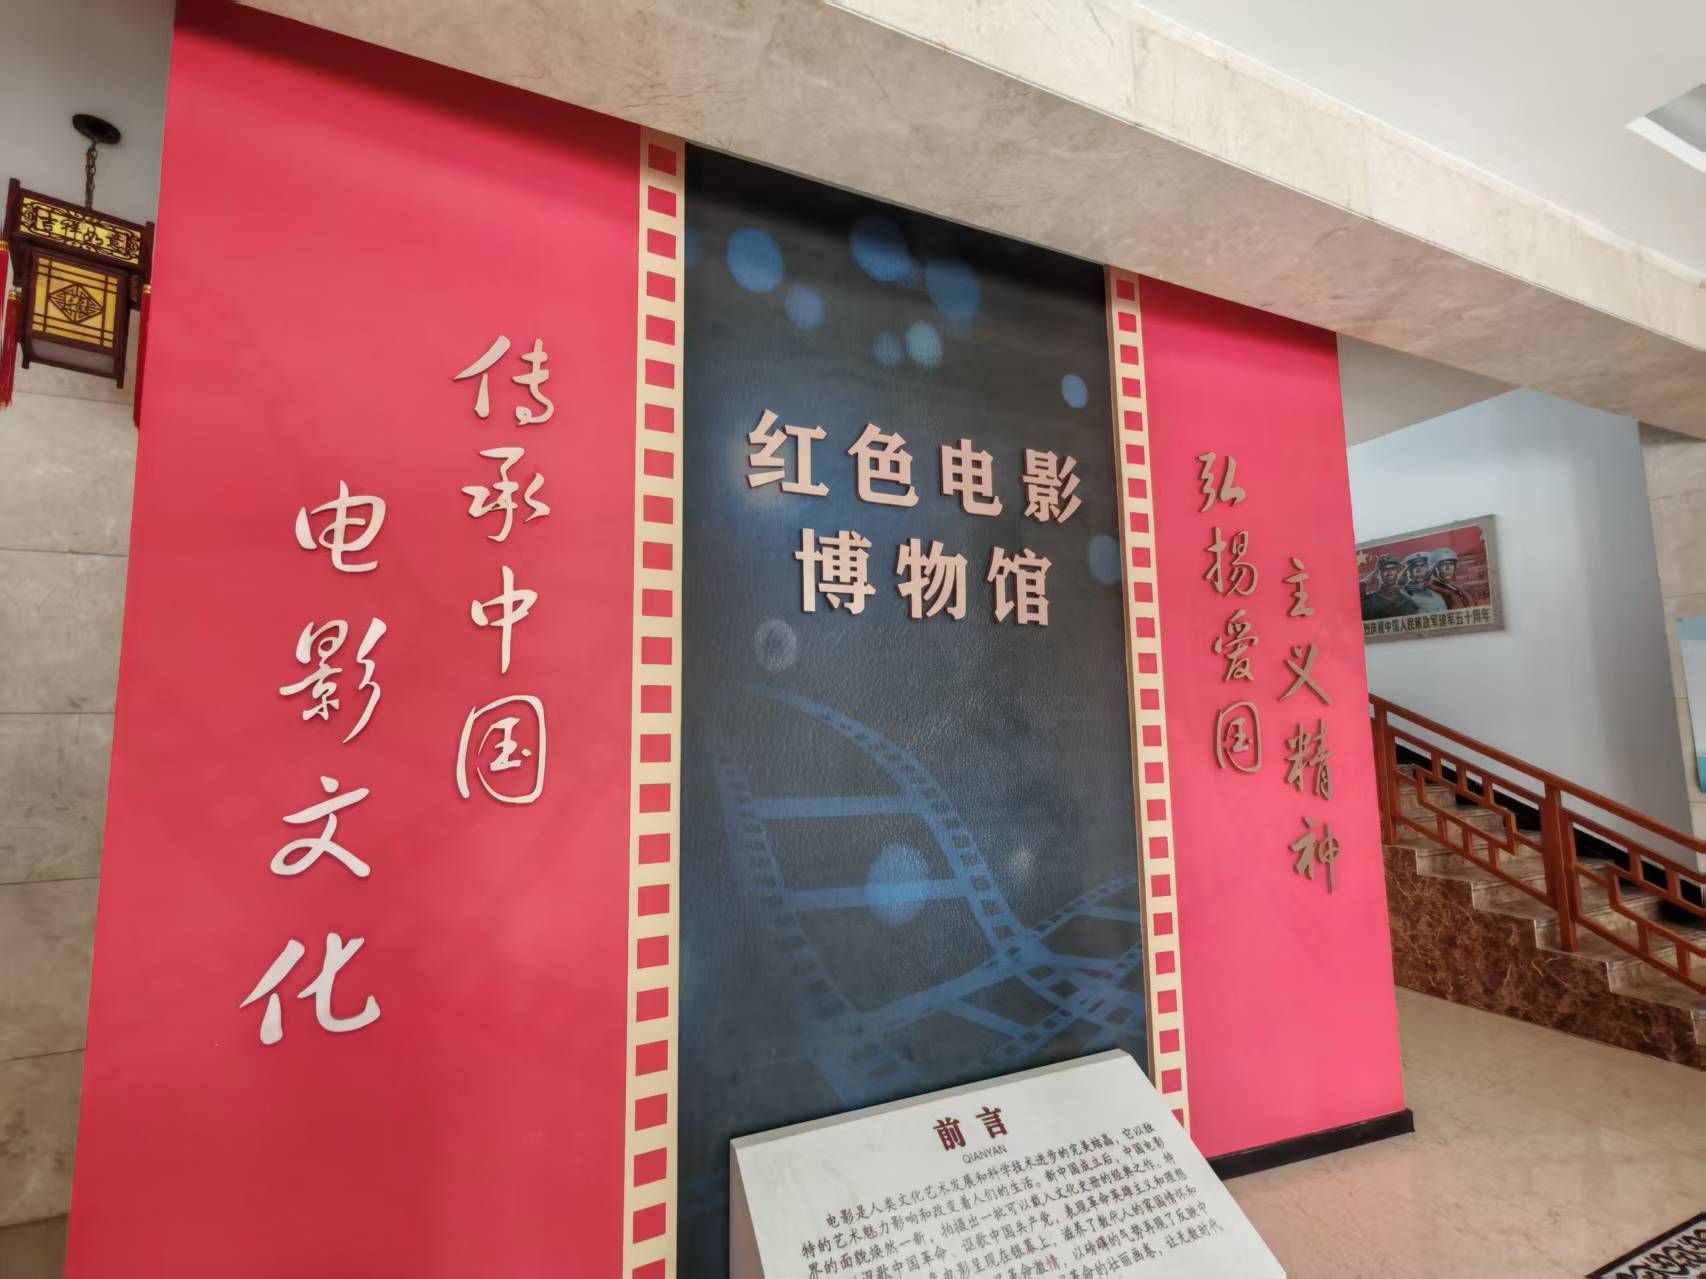 吉祥如意
传承中国
电影文化
红色电影
博物馆
弘扬爱国
主义精神
烈庆祝中国人民解放军建军五十周年
前言
QIANYAN
电影是人类文化艺术发展和科学技术进步的完美结晶，它以独
特的艺术魅力影响和改变着人们的生活。新中国成立后，中国电影
界的面貌焕然一新，拍摄出一批可以载入文化史册的经典之作。特
讴歌中国革命、讴歌中国共产党，表现革命英雄主义和理想
色电影呈现在银幕上，滋养了数代人的家国情怀和
革命激情，以磅礴的气势再现了反映中
革命的壮丽画卷，让无数时代